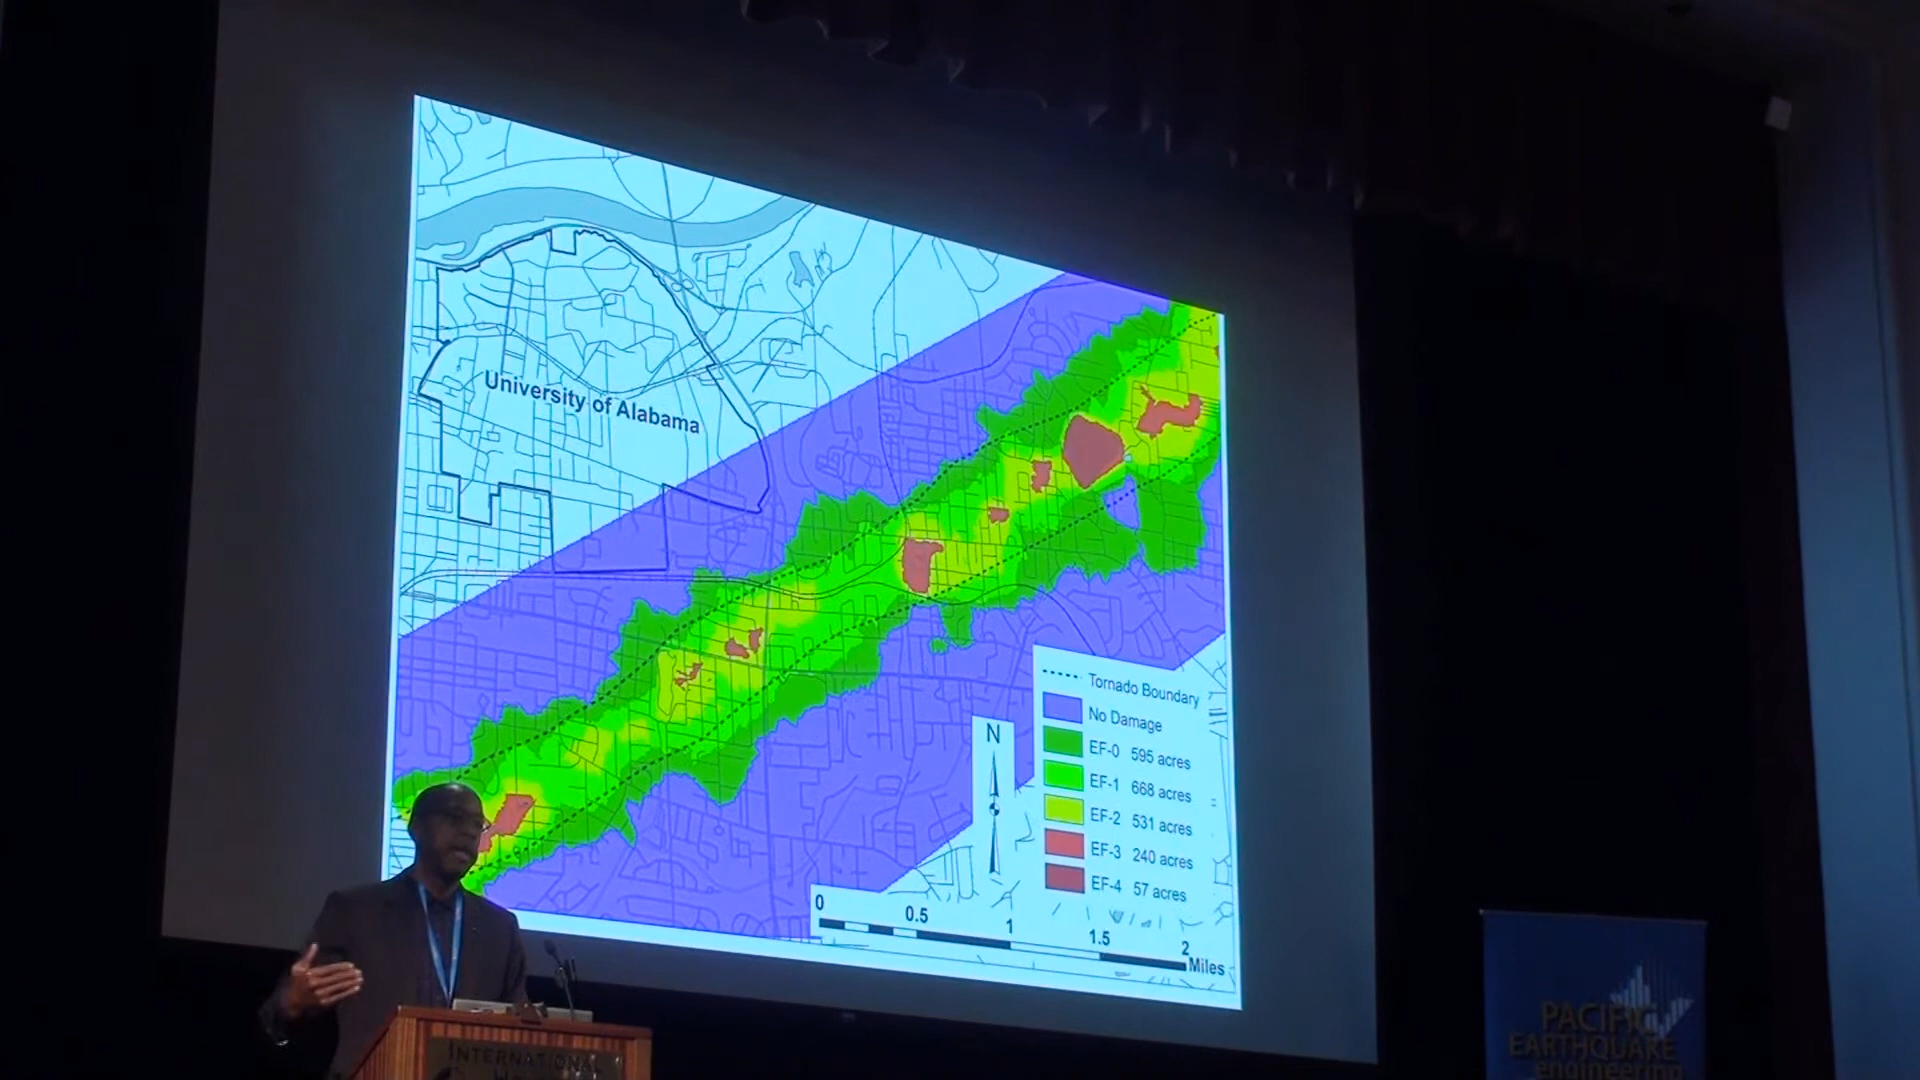 University of Alabama
Tornado Boundary
No Damage
EF-0 595 acres
EF-1 668 acres
EF-2 531 acres
EF-3 240 acres
EF-4 57 acres
N
0 0.5 1 1.5 2
Miles
INTERNATIONAL
PACIFIC
EARTHQUAKE
engineering